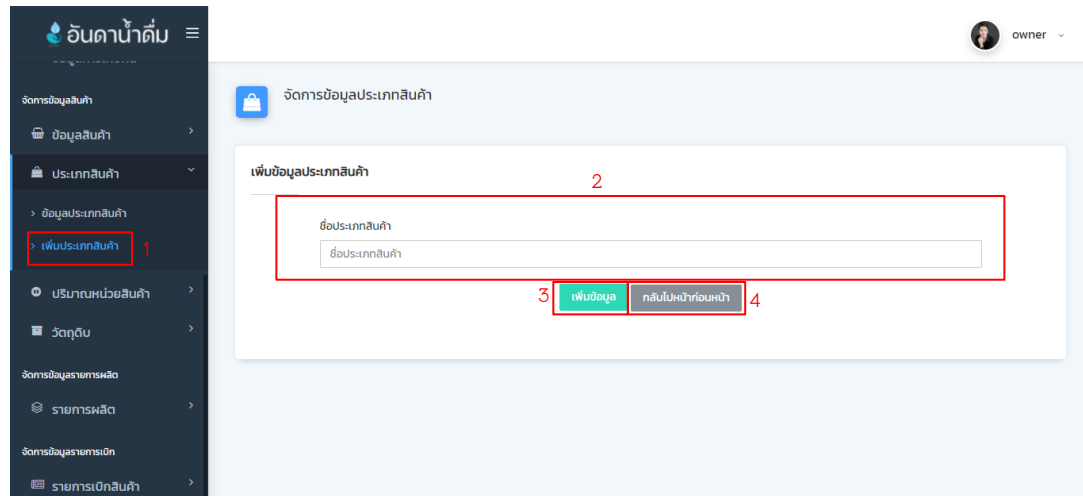 อันดาน้ำดื่ม
owner
จัดการข้อมูลสินค้า
ข้อมูลสินค้า
ประเภทสินค้า
ข้อมูลประเภทสินค้า
เพิ่มประเภทสินค้า 1
ปริมาณหน่วยสินค้า
วัตถุดิบ
จัดการข้อมูลรายการผลิต
รายการผลิต
จัดการข้อมูลรายการเบิก
รายการเบิกสินค้า
จัดการข้อมูลประเภทสินค้า
เพิ่มข้อมูลประเภทสินค้า
2
ชื่อประเภทสินค้า
ชื่อประเภทสินค้า
3 เพิ่มข้อมูล กลับไปหน้าก่อนหน้า 4